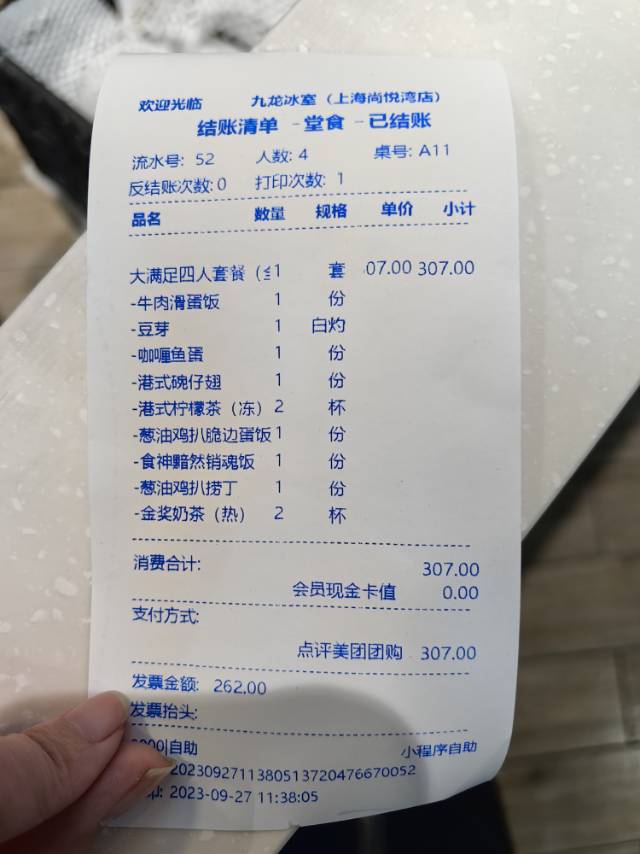 欢迎光临 九龙冰室（上海尚悦湾店）
结账清单 - 堂食 - 已结账
流水号: 52 人数: 4 桌号: A11
反结账次数: 0 打印次数: 1
品名 数量 规格 单价 小计
大满足四人套餐（ 1 套 07.00 307.00
-牛肉滑蛋饭 1 份
-豆芽 1 白灼
-咖喱鱼蛋 1 份
-港式碗仔翅 1 份
-港式柠檬茶（冻） 2 杯
-葱油鸡扒脆边蛋饭 1 份
-食神黯然销魂饭 1 份
-葱油鸡扒捞丁 1 份
-金奖奶茶（热） 2 杯
消费合计: 307.00
会员现金卡值 0.00
支付方式:
点评美团团购 307.00
发票金额: 262.00
发票抬头:
000|自助 小程序自助
2023092711380513720476670052
印: 2023-09-27 11:38:05